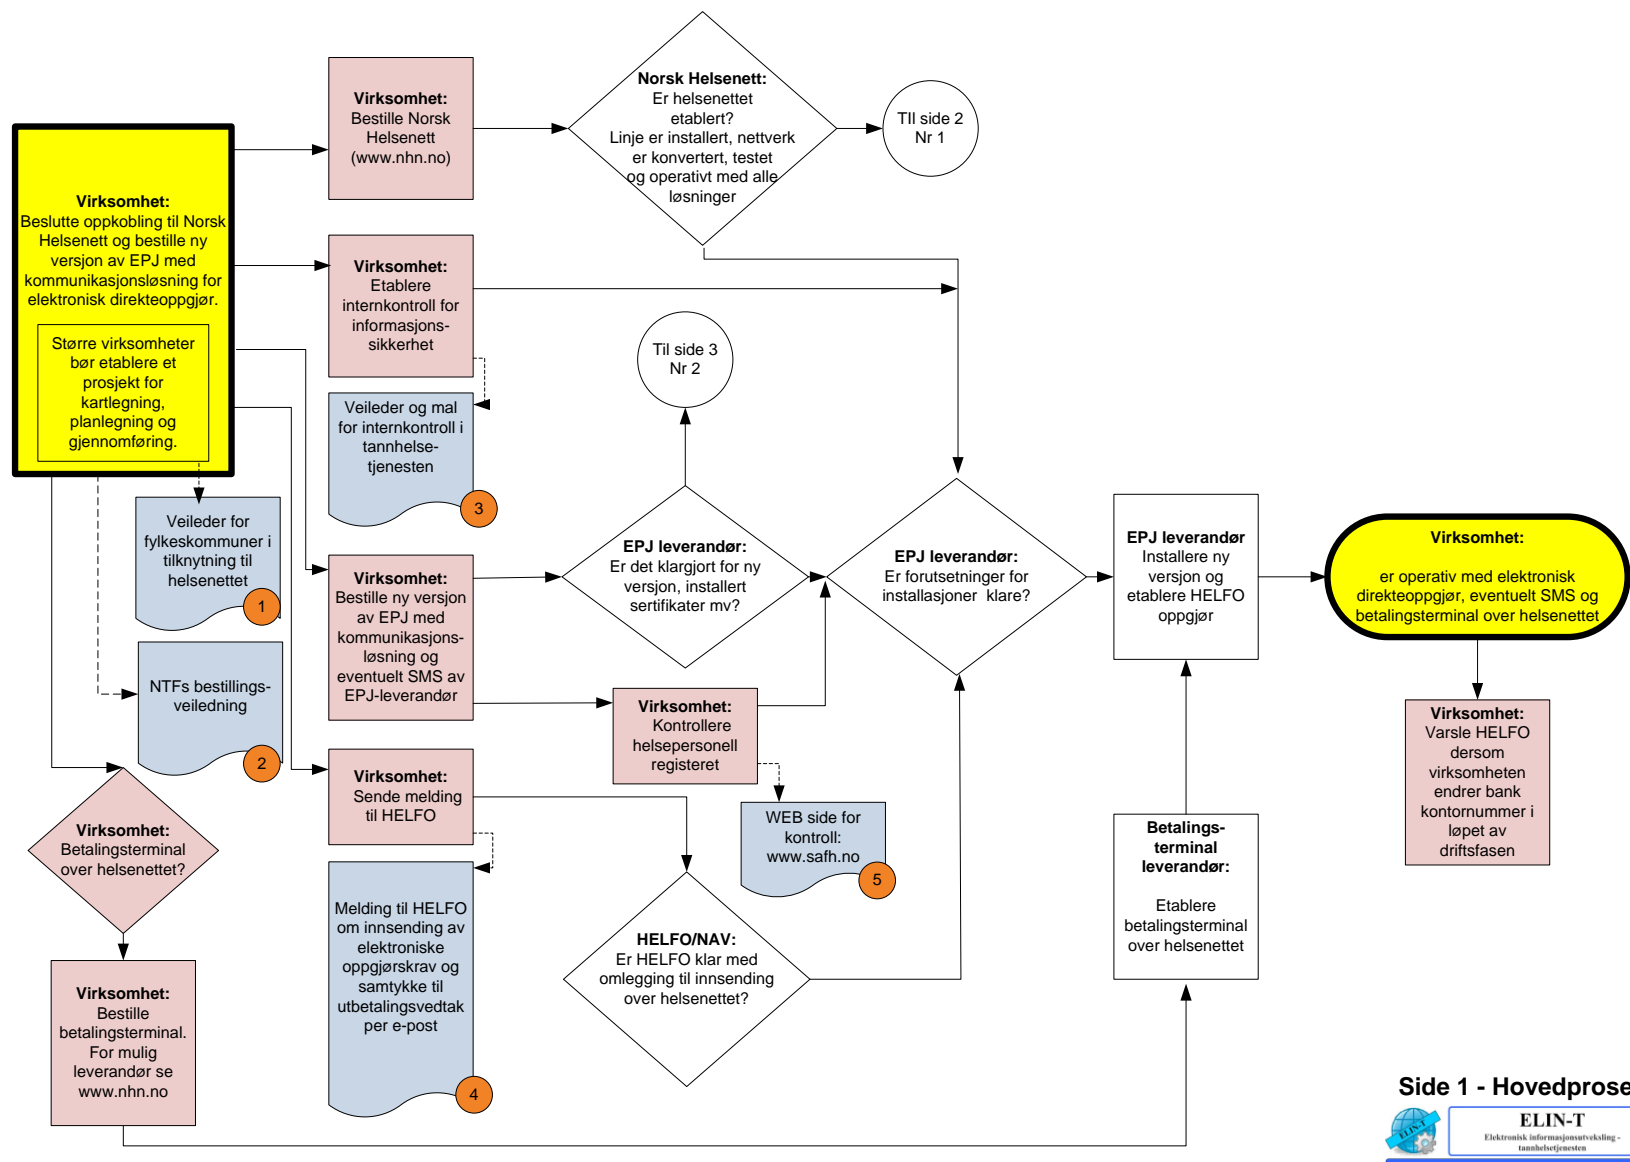 Virksomhet:
Beslutte oppkobling til Norsk
Helsenett og bestille ny
versjon av EPJ med
kommunikasjonsløsning for
elektronisk direkteoppgjør.
Større virksomheter
bør etablere et
prosjekt for
kartlegning,
planlegning og
gjennomføring.
Virksomhet:
Bestille Norsk
Helsenett
(www.nhn.no)
Norsk Helsenett:
Er helsenettet
etablert?
Linje er installert, nettverk
er konvertert, testet
og operativt med alle
løsninger
TIl side 2
Nr 1
Virksomhet:
Etablere
internkontroll for
informasjons-
sikkerhet
Veileder og mal
for internkontroll i
tannhelse-
tjenesten
3
Til side 3
Nr 2
Veileder for
fylkeskommuner i
tilknytning til
helsenettet
1
NTFs bestillings-
veiledning
2
Virksomhet:
Bestille ny versjon
av EPJ med
kommunikasjons-
løsning og
eventuelt SMS av
EPJ-leverandør
EPJ leverandør:
Er det klargjort for ny
versjon, installert
sertifikater mv?
EPJ leverandør:
Er forutsetninger for
installasjoner klare?
EPJ leverandør
Installere ny
versjon og
etablere HELFO
oppgjør
Virksomhet:
er operativ med elektronisk
direkteoppgjør, eventuelt SMS og
betalingsterminal over helsenettet
Virksomhet:
Kontrollere
helsepersonell
registeret
WEB side for
kontroll:
www.safh.no
5
Virksomhet:
Varsle HELFO
dersom
virksomheten
endrer bank
kontornummer i
løpet av
driftsfasen
Virksomhet:
Sende melding
til HELFO
Melding til HELFO
om innsending av
elektroniske
oppgjørskrav og
samtykke til
utbetalingsvedtak
per e-post
4
HELFO/NAV:
Er HELFO klar med
omlegging til innsending
over helsenettet?
Betalings-
terminal
leverandør:
Etablere
betalingsterminal
over helsenettet
Virksomhet:
Betalingsterminal
over helsenettet?
Virksomhet:
Bestille
betalingsterminal.
For mulig
leverandør se
www.nhn.no
Side 1 - Hovedprose
ELIN-T
ELIN-T
Elektronisk informasjonsutveksling -
tannhelsetjenesten